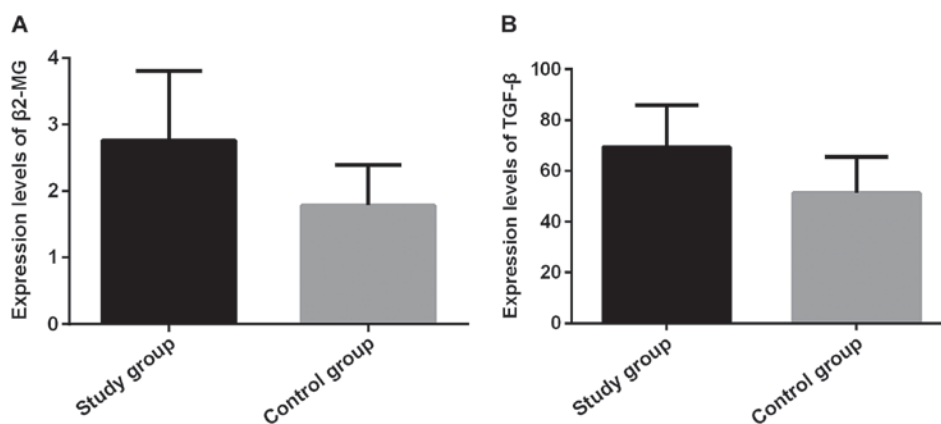 A
Expression levels of β2-MG
4
3
2
1
0
Study group
Control group
B
Expression levels of TGF-β
100
80
60
40
20
0
Study group
Control group